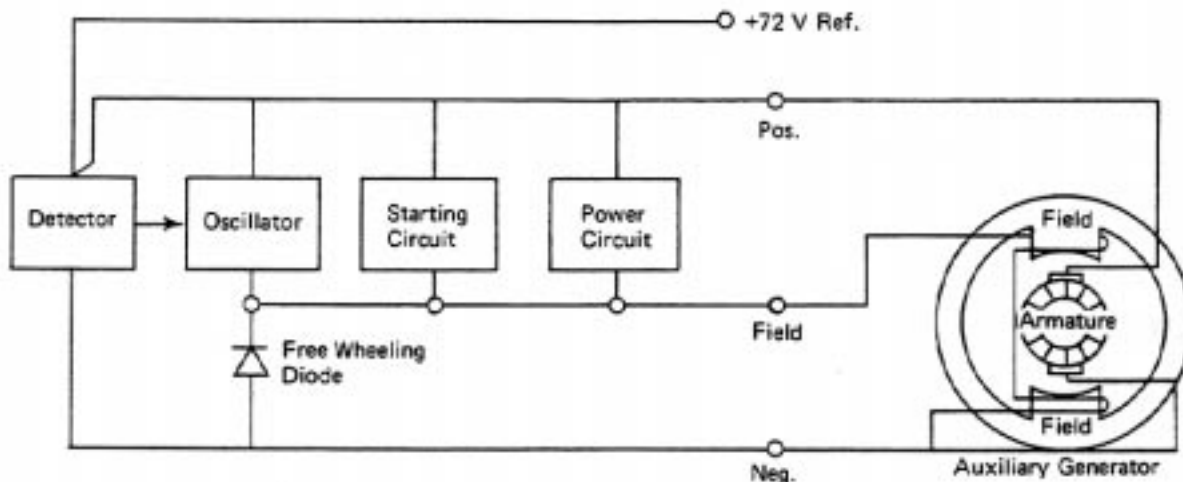 +72 V Ref.
Pos.
Detector
Oscillator
Starting
Circuit
Power
Circuit
Field
Armature
Field
Free Wheeling
Diode
Field
Neg.
Auxiliary Generator